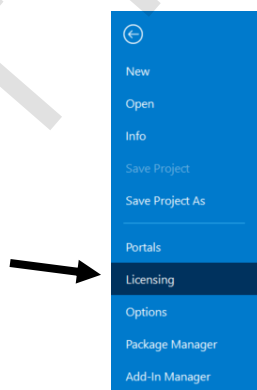 New
Open
Info
Save Project
Save Project As
Portals
Licensing
Options
Package Manager
Add-In Manager